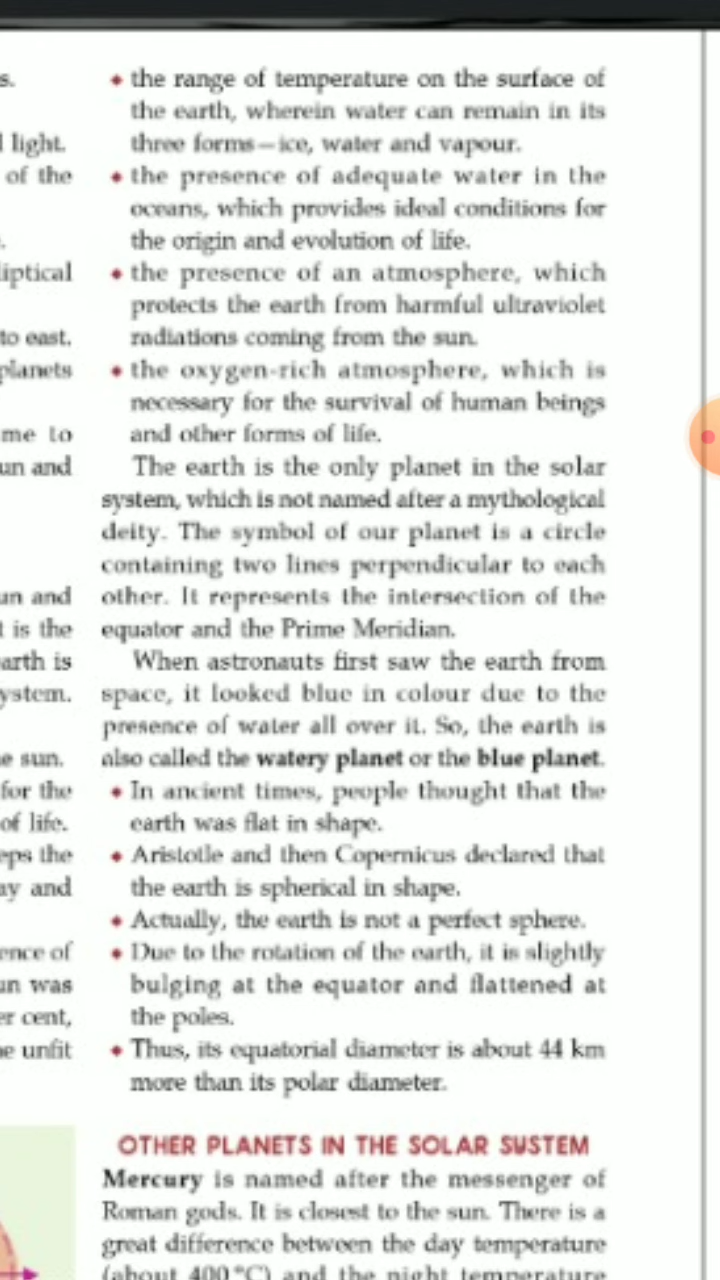 s.
light.
of the
liptical
to east.
planets
me to
un and
un and
t is the
arth is
ystem.
e sun.
for the
of life.
eps the
ay and
ence of
un was
er cent,
e unfit
• the range of temperature on the surface of
the earth, wherein water can remain in its
three forms—ice, water and vapour.
• the presence of adequate water in the
oceans, which provides ideal conditions for
the origin and evolution of life.
• the presence of an atmosphere, which
protects the earth from harmful ultraviolet
radiations coming from the sun.
• the oxygen-rich atmosphere, which is
necessary for the survival of human beings
and other forms of life.
The earth is the only planet in the solar
system, which is not named after a mythological
deity. The symbol of our planet is a circle
containing two lines perpendicular to each
other. It represents the intersection of the
equator and the Prime Meridian.
When astronauts first saw the earth from
space, it looked blue in colour due to the
presence of water all over it. So, the earth is
also called the watery planet or the blue planet.
• In ancient times, people thought that the
earth was flat in shape.
• Aristotle and then Copernicus declared that
the earth is spherical in shape.
• Actually, the earth is not a perfect sphere.
• Due to the rotation of the earth, it is slightly
bulging at the equator and flattened at
the poles.
• Thus, its equatorial diameter is about 44 km
more than its polar diameter.
OTHER PLANETS IN THE SOLAR SYSTEM
Mercury is named after the messenger of
Roman gods. It is closest to the sun. There is a
great difference between the day temperature
(about 400°C) and the night temperature